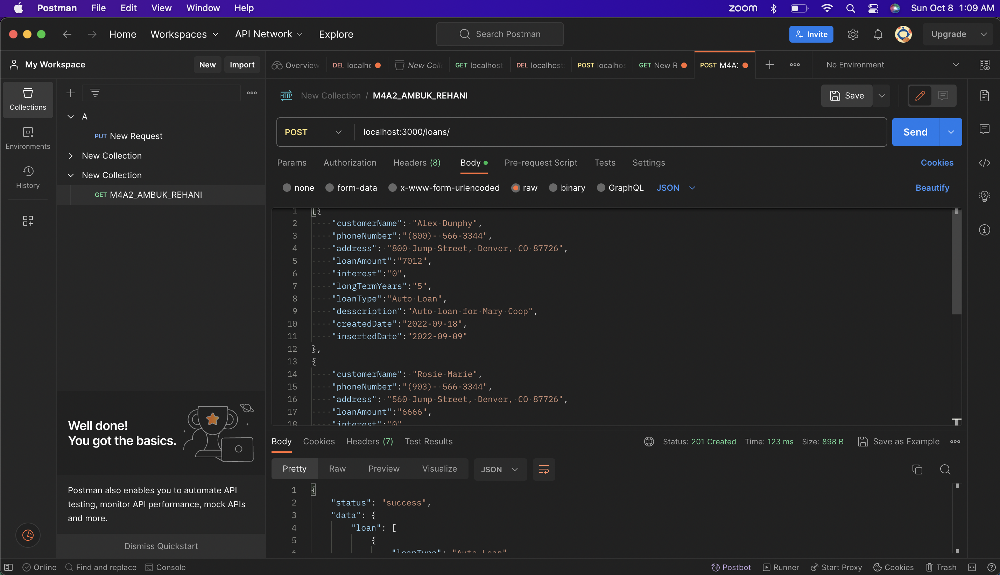 Postman File Edit View Window Help zoom Sun Oct 8 1:09 AM
Home Workspaces API Network Explore Search Postman Invite Upgrade
My Workspace New Import Overview DEL localhc New Coll GET localhost DEL localhost POST localhos GET New R POST M4A2 No Environment
Collections
Environments
History
A
PUT New Request
New Collection
New Collection
GET M4A2_AMBUK_REHANI
HTTP New Collection / M4A2_AMBUK_REHANI Save
POST localhost:3000/loans/ Send
Params Authorization Headers (8) Body Pre-request Script Tests Settings Cookies
none form-data x-www-form-urlencoded raw binary GraphQL JSON Beautify
1 [{
2 "customerName": "Alex Dunphy",
3 "phoneNumber":"(800)- 566-3344",
4 "address": "800 Jump Street, Denver, CO 87726",
5 "loanAmount":"7012",
6 "interest":"0",
7 "longTermYears":"5",
8 "loanType":"Auto Loan",
9 "desscription":"Auto loan for Mary Coop",
10 "createdDate":"2022-09-18",
11 "insertedDate":"2022-09-09"
12 },
13 {
14 "customerName": "Rosie Marie",
15 "phoneNumber":"(903)- 566-3344",
16 "address": "560 Jump Street, Denver, CO 87726",
17 "loanAmount":"6666",
18 "interest":"0"
Well done!
You got the basics.
Postman also enables you to automate API
testing, monitor API performance, mock APIs
and more.
Dismiss Quickstart
Body Cookies Headers (7) Test Results Status: 201 Created Time: 123 ms Size: 898 B Save as Example
Pretty Raw Preview Visualize JSON
1 {
2 "status": "success",
3 "data": {
4 "loan": [
5 {
6 "loanType": "Auto Loan"
Online Find and replace Console Postbot Runner Start Proxy Cookies Trash